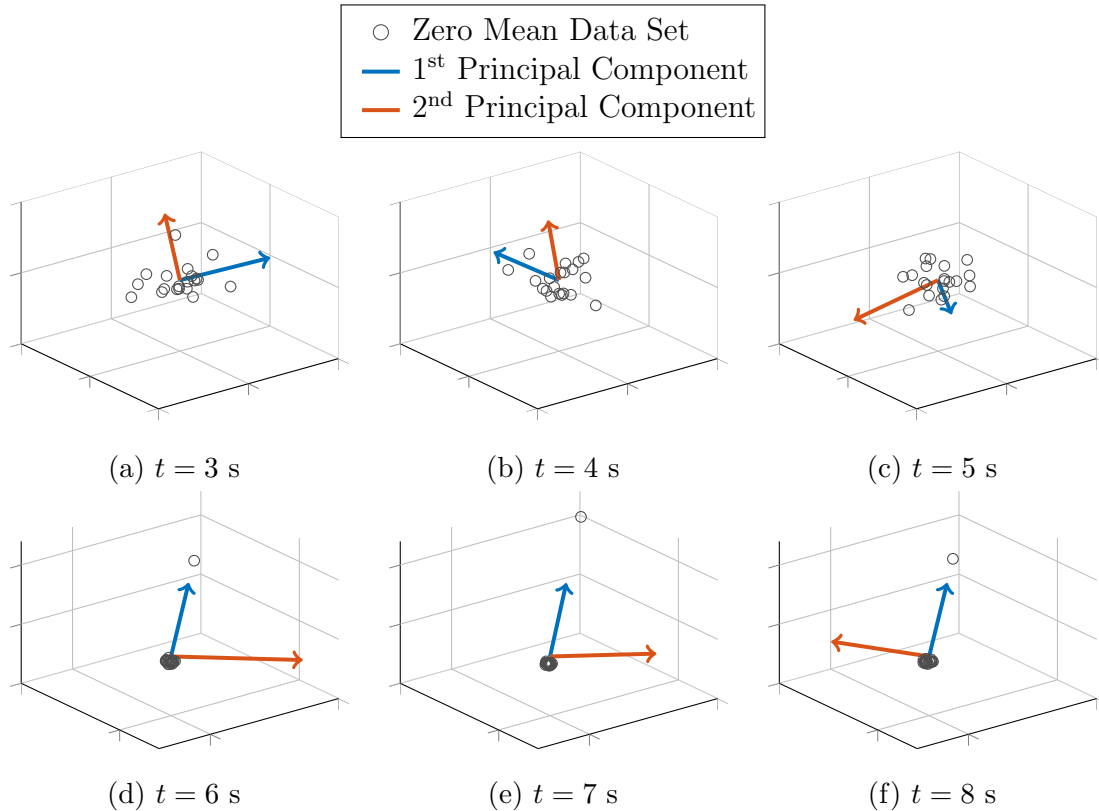 Zero Mean Data Set
1st Principal Component
2nd Principal Component
(a) t = 3 s
(b) t = 4 s
(c) t = 5 s
(d) t = 6 s
(e) t = 7 s
(f) t = 8 s